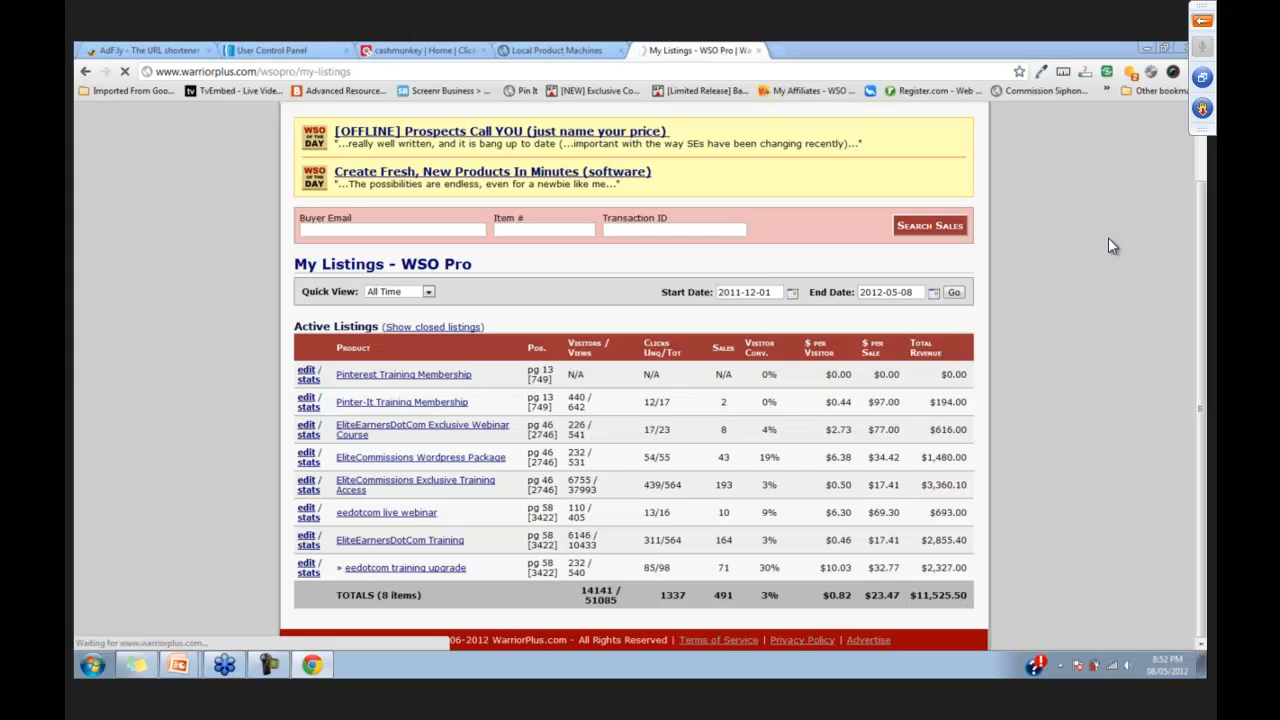 AdF.ly - The URL shortener
User Control Panel
cashmunkey | Home | Click
Local Product Machines
My Listings - WSO Pro | Wa
www.warriorplus.com/wsopro/my-listings
Imported From Goo... TvEmbed - Live Vide... Advanced Resource... Screenr Business > ... Pin It [NEW] Exclusive Co... [Limited Release] Ba... My Affiliates - WSO ... Register.com - Web ... Commission Siphon... » Other bookma
WSO OF THE DAY
[OFFLINE] Prospects Call YOU (just name your price)
"...really well written, and it is bang up to date (...important with the way SEs have been changing recently)..."
WSO OF THE DAY
Create Fresh, New Products In Minutes (software)
"...The possibilities are endless, even for a newbie like me..."
Buyer Email Item # Transaction ID
SEARCH SALES
My Listings - WSO Pro
Quick View: All Time Start Date: 2011-12-01 End Date: 2012-05-08 Go
Active Listings (Show closed listings)
PRODUCT POS. VISITORS / VIEWS CLICKS UNQ/TOT SALES VISITOR CONV. $ PER VISITOR $ PER SALE TOTAL REVENUE
edit / stats Pinterest Training Membership pg 13 [749] N/A N/A N/A 0% $0.00 $0.00 $0.00
edit / stats Pinter-It Training Membership pg 13 [749] 440 / 642 12/17 2 0% $0.44 $97.00 $194.00
edit / stats EliteEarnersDotCom Exclusive Webinar Course pg 46 [2746] 226 / 541 17/23 8 4% $2.73 $77.00 $616.00
edit / stats EliteCommissions Wordpress Package pg 46 [2746] 232 / 531 54/55 43 19% $6.38 $34.42 $1,480.00
edit / stats EliteCommissions Exclusive Training Access pg 46 [2746] 6755 / 37993 439/564 193 3% $0.50 $17.41 $3,360.10
edit / stats eedotcom live webinar pg 58 [3422] 110 / 405 13/16 10 9% $6.30 $69.30 $693.00
edit / stats EliteEarnersDotCom Training pg 58 [3422] 6146 / 10433 311/564 164 3% $0.46 $17.41 $2,855.40
edit / stats » eedotcom training upgrade pg 58 [3422] 232 / 540 85/98 71 30% $10.03 $32.77 $2,327.00
TOTALS (8 items) 14141 / 51085 1337 491 3% $0.82 $23.47 $11,525.50
Waiting for www.warriorplus.com...
06-2012 WarriorPlus.com - All Rights Reserved | Terms of Service | Privacy Policy | Advertise
8:52 PM
08/05/2012